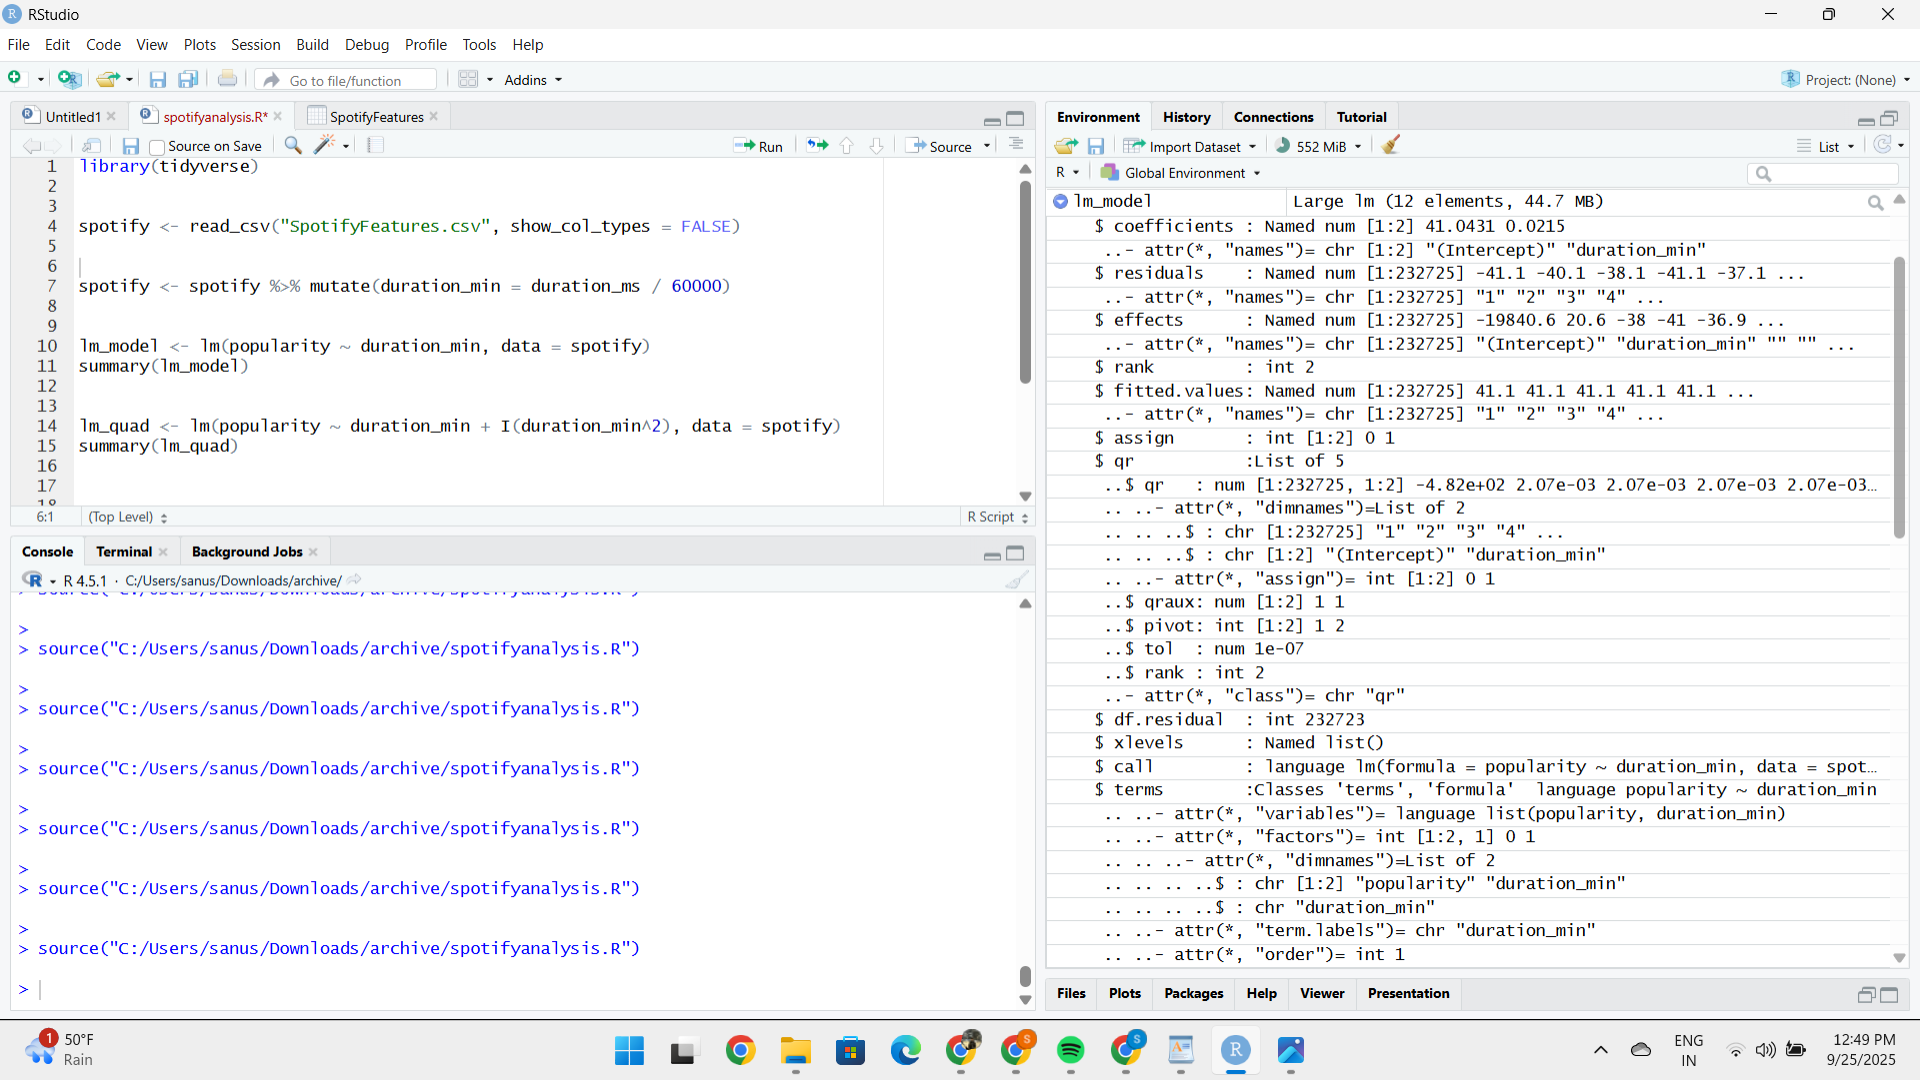 RStudio
File Edit Code View Plots Session Build Debug Profile Tools Help
Go to file/function Addins Project: (None)
Untitled1 spotifyanalysis.R* SpotifyFeatures
Source on Save Run Source
1 library(tidyverse)
2
3
4 spotify <- read_csv("SpotifyFeatures.csv", show_col_types = FALSE)
5
6
7 spotify <- spotify %>% mutate(duration_min = duration_ms / 60000)
8
9
10 lm_model <- lm(popularity ~ duration_min, data = spotify)
11 summary(lm_model)
12
13
14 lm_quad <- lm(popularity ~ duration_min + I(duration_min^2), data = spotify)
15 summary(lm_quad)
16
17
18
6:1 (Top Level) R Script
Console Terminal Background Jobs
R R 4.5.1 · C:/Users/sanus/Downloads/archive/
> source("C:/Users/sanus/Downloads/archive/spotifyanalysis.R")
>
> source("C:/Users/sanus/Downloads/archive/spotifyanalysis.R")
>
> source("C:/Users/sanus/Downloads/archive/spotifyanalysis.R")
>
> source("C:/Users/sanus/Downloads/archive/spotifyanalysis.R")
>
> source("C:/Users/sanus/Downloads/archive/spotifyanalysis.R")
>
> source("C:/Users/sanus/Downloads/archive/spotifyanalysis.R")
>
> source("C:/Users/sanus/Downloads/archive/spotifyanalysis.R")
>
Environment History Connections Tutorial
Import Dataset 552 MiB List
R Global Environment
lm_model Large lm (12 elements, 44.7 MB)
$ coefficients : Named num [1:2] 41.0431 0.0215
..- attr(*, "names")= chr [1:2] "(Intercept)" "duration_min"
$ residuals : Named num [1:232725] -41.1 -40.1 -38.1 -41.1 -37.1 ...
..- attr(*, "names")= chr [1:232725] "1" "2" "3" "4" ...
$ effects : Named num [1:232725] -19840.6 20.6 -38 -41 -36.9 ...
..- attr(*, "names")= chr [1:232725] "(Intercept)" "duration_min" "" "" ...
$ rank : int 2
$ fitted.values: Named num [1:232725] 41.1 41.1 41.1 41.1 41.1 ...
..- attr(*, "names")= chr [1:232725] "1" "2" "3" "4" ...
$ assign : int [1:2] 0 1
$ qr :List of 5
..$ qr : num [1:232725, 1:2] -4.82e+02 2.07e-03 2.07e-03 2.07e-03 2.07e-03...
.. ..- attr(*, "dimnames")=List of 2
.. .. ..$ : chr [1:232725] "1" "2" "3" "4" ...
.. .. ..$ : chr [1:2] "(Intercept)" "duration_min"
.. ..- attr(*, "assign")= int [1:2] 0 1
..$ qraux: num [1:2] 1 1
..$ pivot: int [1:2] 1 2
..$ tol : num 1e-07
..$ rank : int 2
..- attr(*, "class")= chr "qr"
$ df.residual : int 232723
$ xlevels : Named list()
$ call : language lm(formula = popularity ~ duration_min, data = spot...
$ terms :Classes 'terms', 'formula' language popularity ~ duration_min
.. ..- attr(*, "variables")= language list(popularity, duration_min)
.. ..- attr(*, "factors")= int [1:2, 1] 0 1
.. .. ..- attr(*, "dimnames")=List of 2
.. .. .. ..$ : chr [1:2] "popularity" "duration_min"
.. .. .. ..$ : chr "duration_min"
.. ..- attr(*, "term.labels")= chr "duration_min"
.. ..- attr(*, "order")= int 1
Files Plots Packages Help Viewer Presentation
1 50°F
Rain
S S R
ENG
IN
12:49 PM
9/25/2025